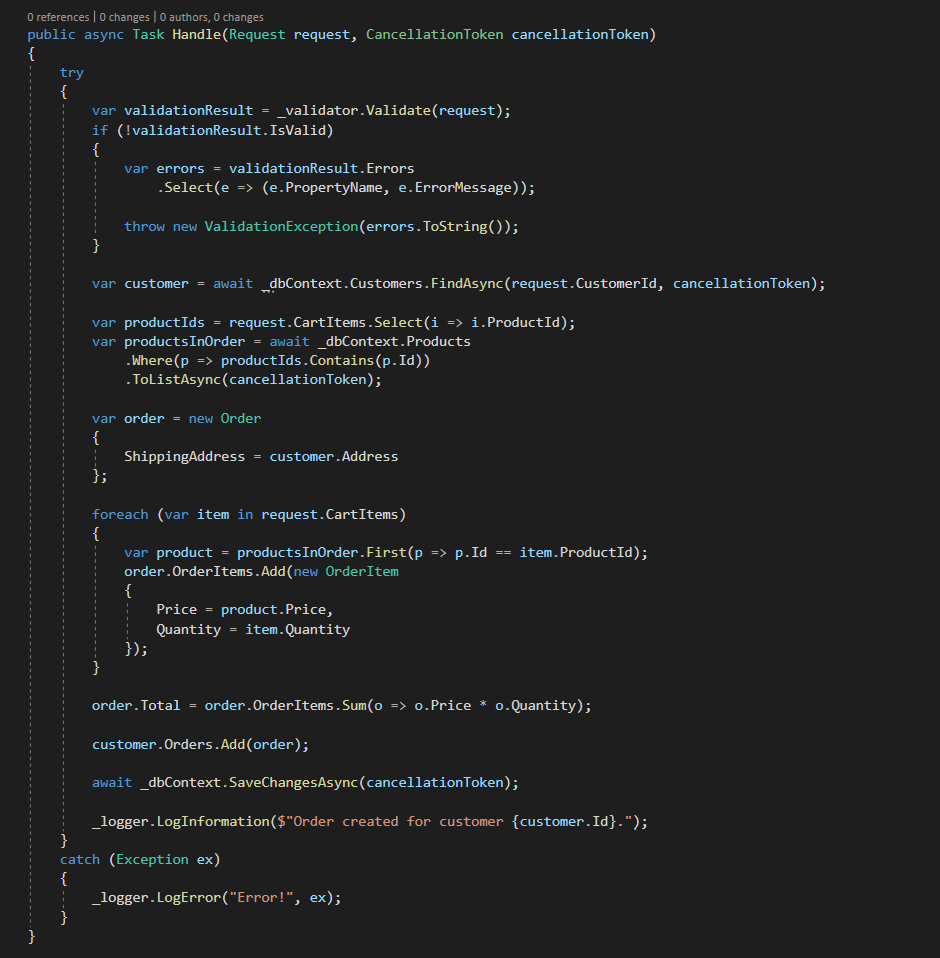 0 references | 0 changes | 0 authors, 0 changes
public async Task Handle(Request request, CancellationToken cancellationToken)
{
    try
    {
        var validationResult = _validator.Validate(request);
        if (!validationResult.IsValid)
        {
            var errors = validationResult.Errors
                .Select(e => (e.PropertyName, e.ErrorMessage));

            throw new ValidationException(errors.ToString());
        }

        var customer = await _dbContext.Customers.FindAsync(request.CustomerId, cancellationToken);

        var productIds = request.CartItems.Select(i => i.ProductId);
        var productsInOrder = await _dbContext.Products
            .Where(p => productIds.Contains(p.Id))
            .ToListAsync(cancellationToken);

        var order = new Order
        {
            ShippingAddress = customer.Address
        };

        foreach (var item in request.CartItems)
        {
            var product = productsInOrder.First(p => p.Id == item.ProductId);
            order.OrderItems.Add(new OrderItem
            {
                Price = product.Price,
                Quantity = item.Quantity
            });
        }

        order.Total = order.OrderItems.Sum(o => o.Price * o.Quantity);

        customer.Orders.Add(order);

        await _dbContext.SaveChangesAsync(cancellationToken);

        _logger.LogInformation($"Order created for customer {customer.Id}.");
    }
    catch (Exception ex)
    {
        _logger.LogError("Error!", ex);
    }
}